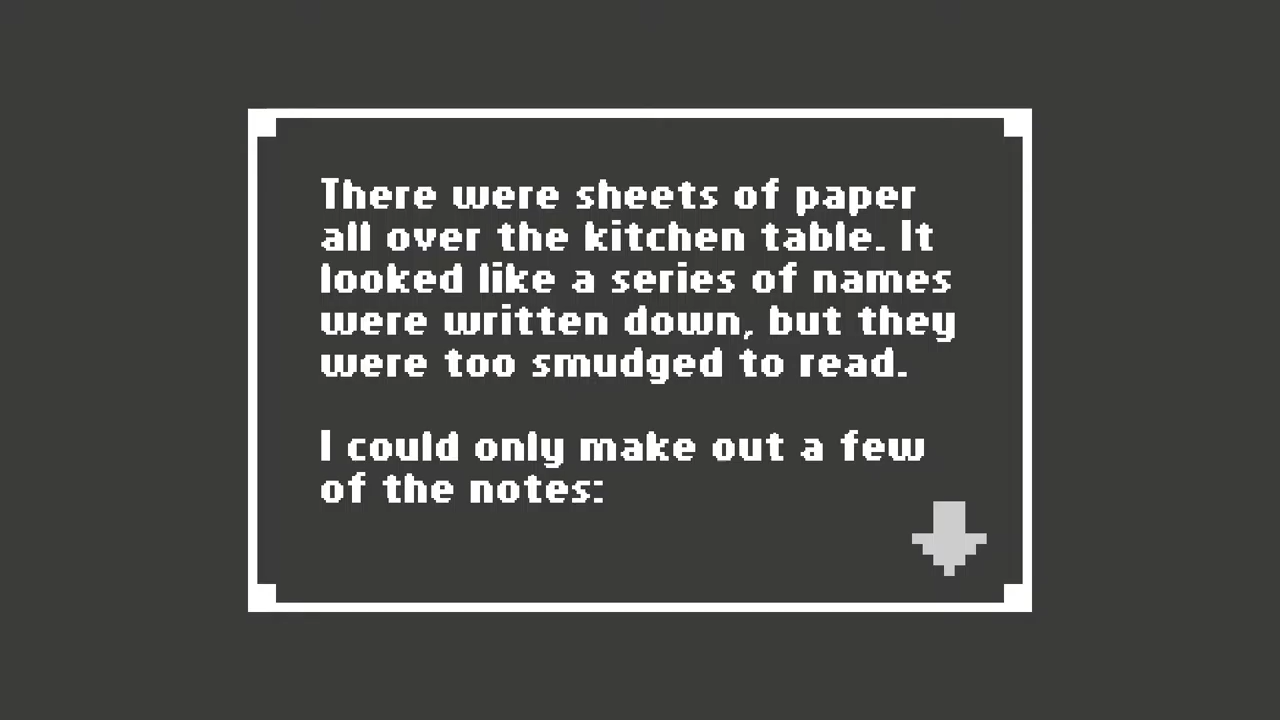 There were sheets of paper
all over the kitchen table. It
looked like a series of names
were written down, but they
were too smudged to read.
I could only make out a few
of the notes: